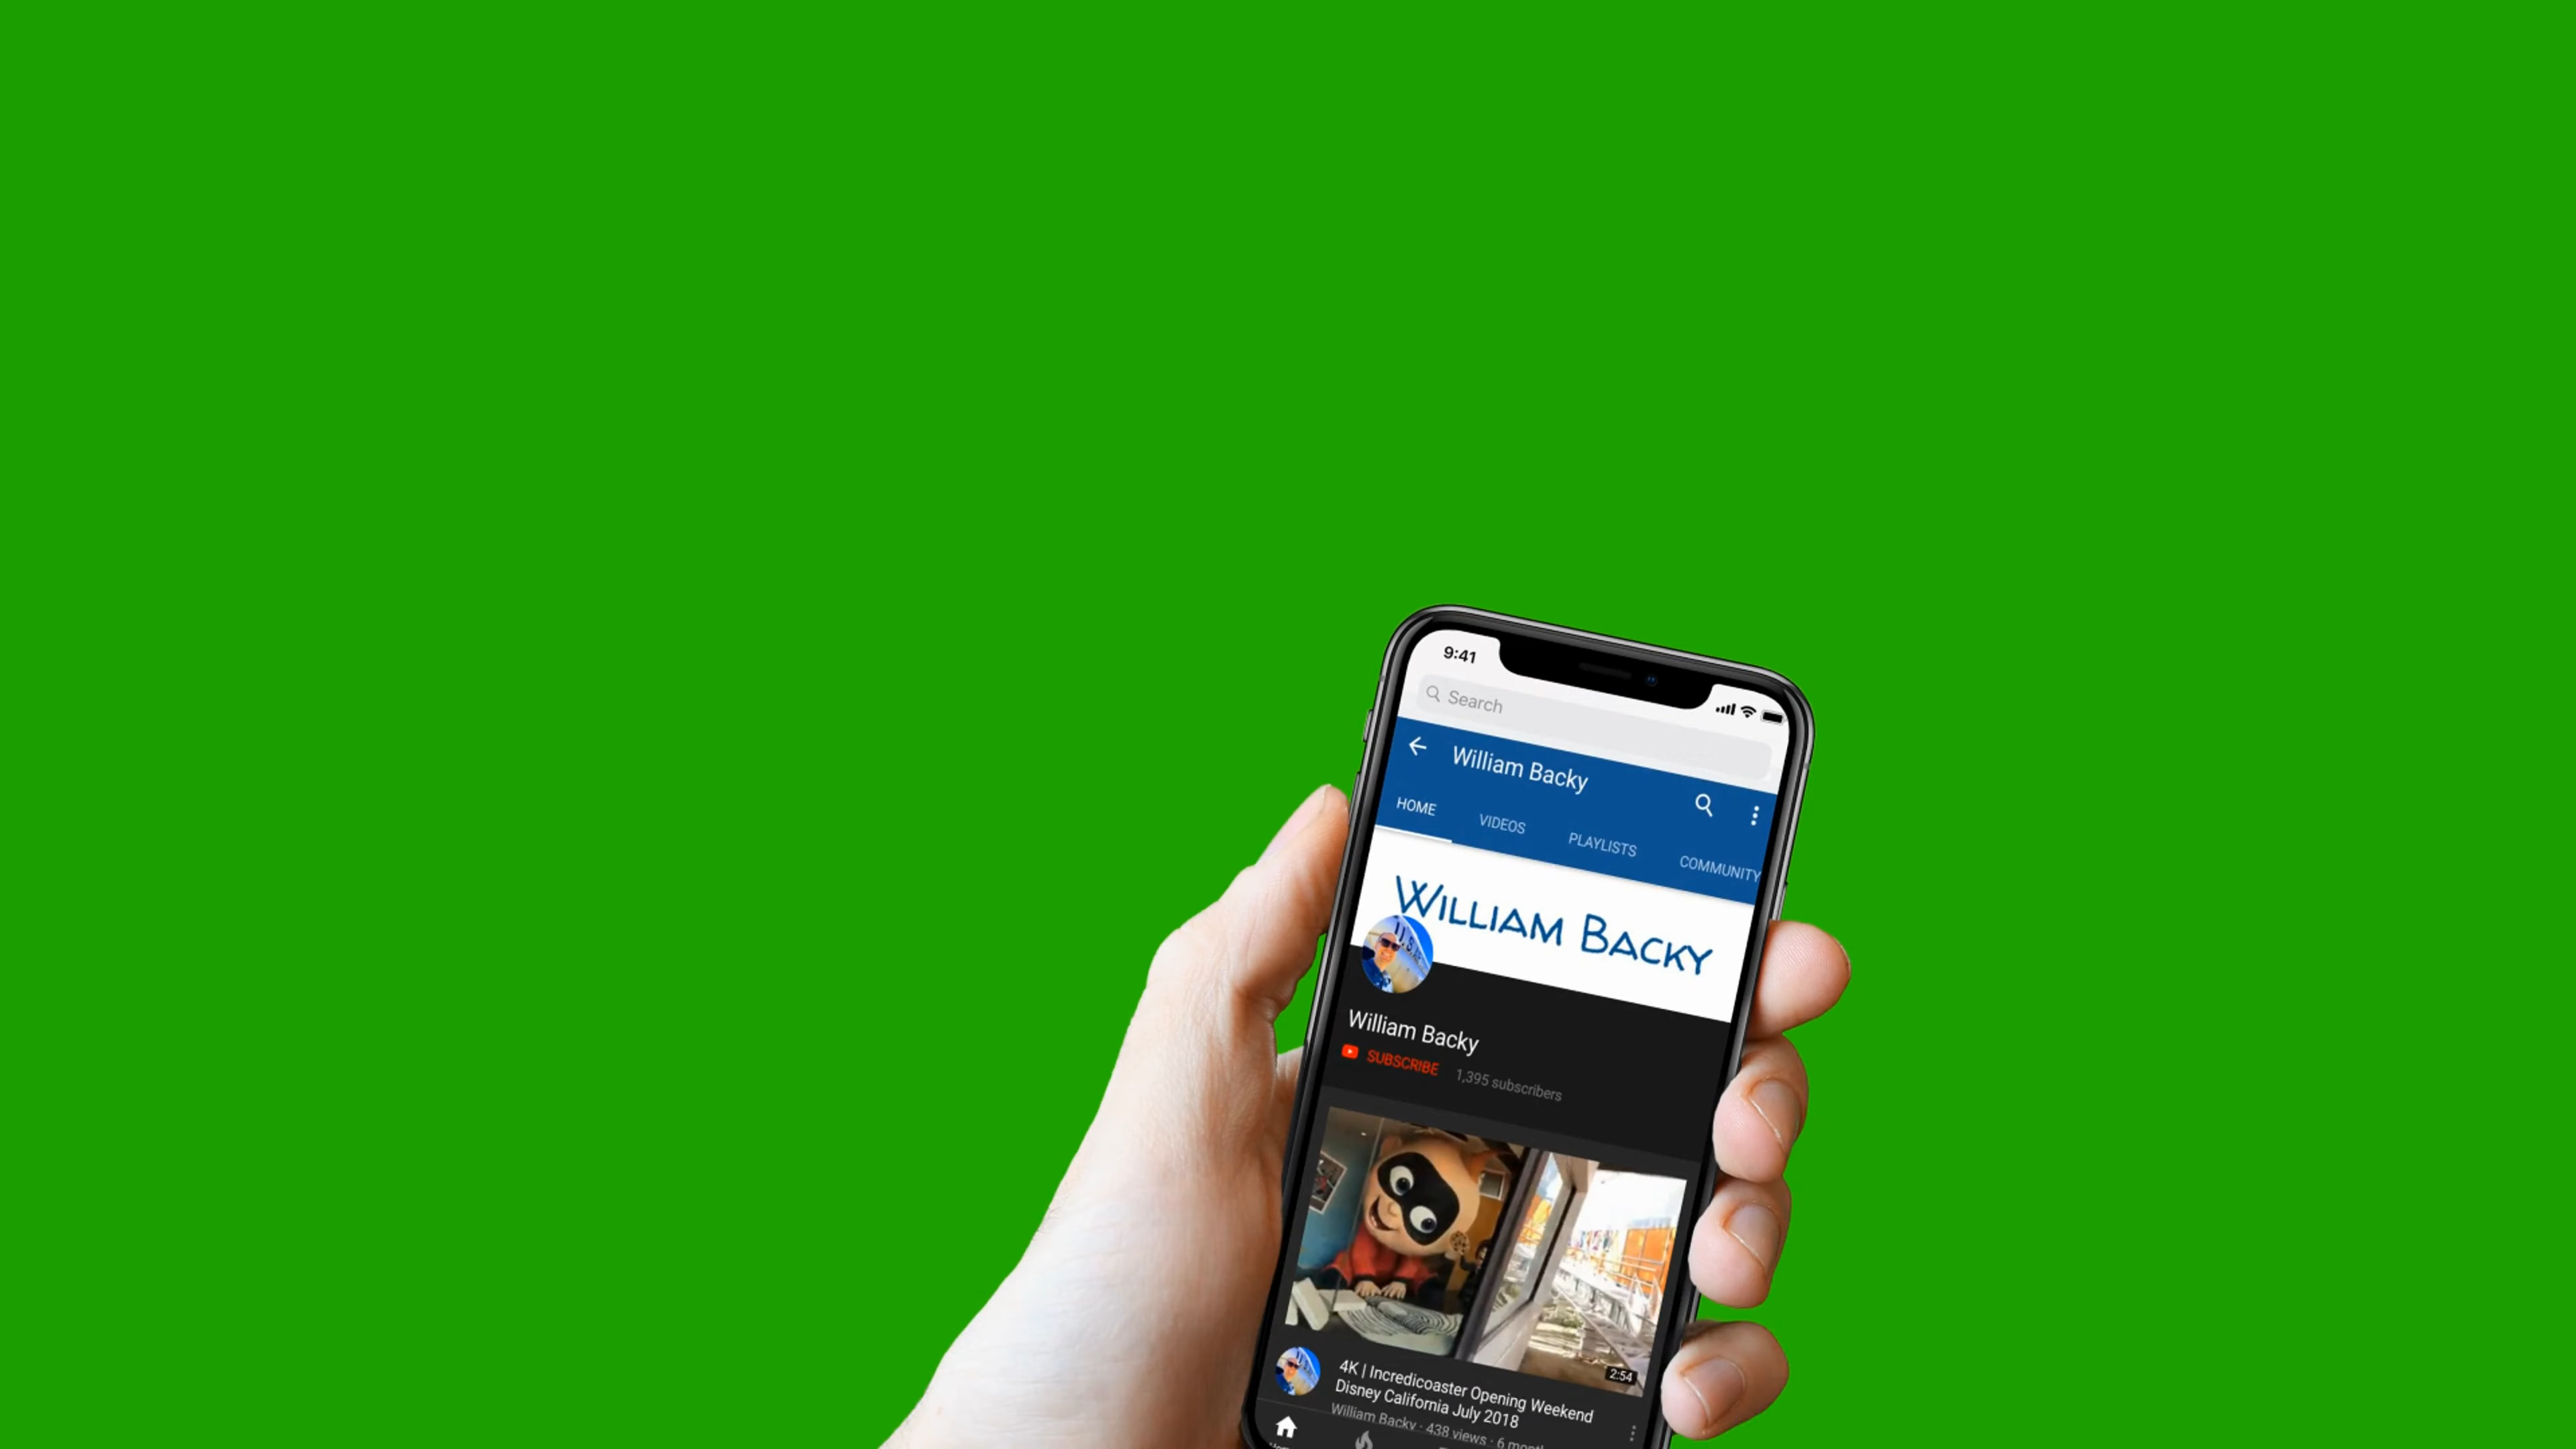 9:41
Search
William Backy
HOME VIDEOS PLAYLISTS COMMUNITY
WILLIAM BACKY
William Backy
SUBSCRIBE 1,395 subscribers
2:54
4K | Incredicoaster Opening Weekend
Disney California July 2018
William Backy · 438 views · 6